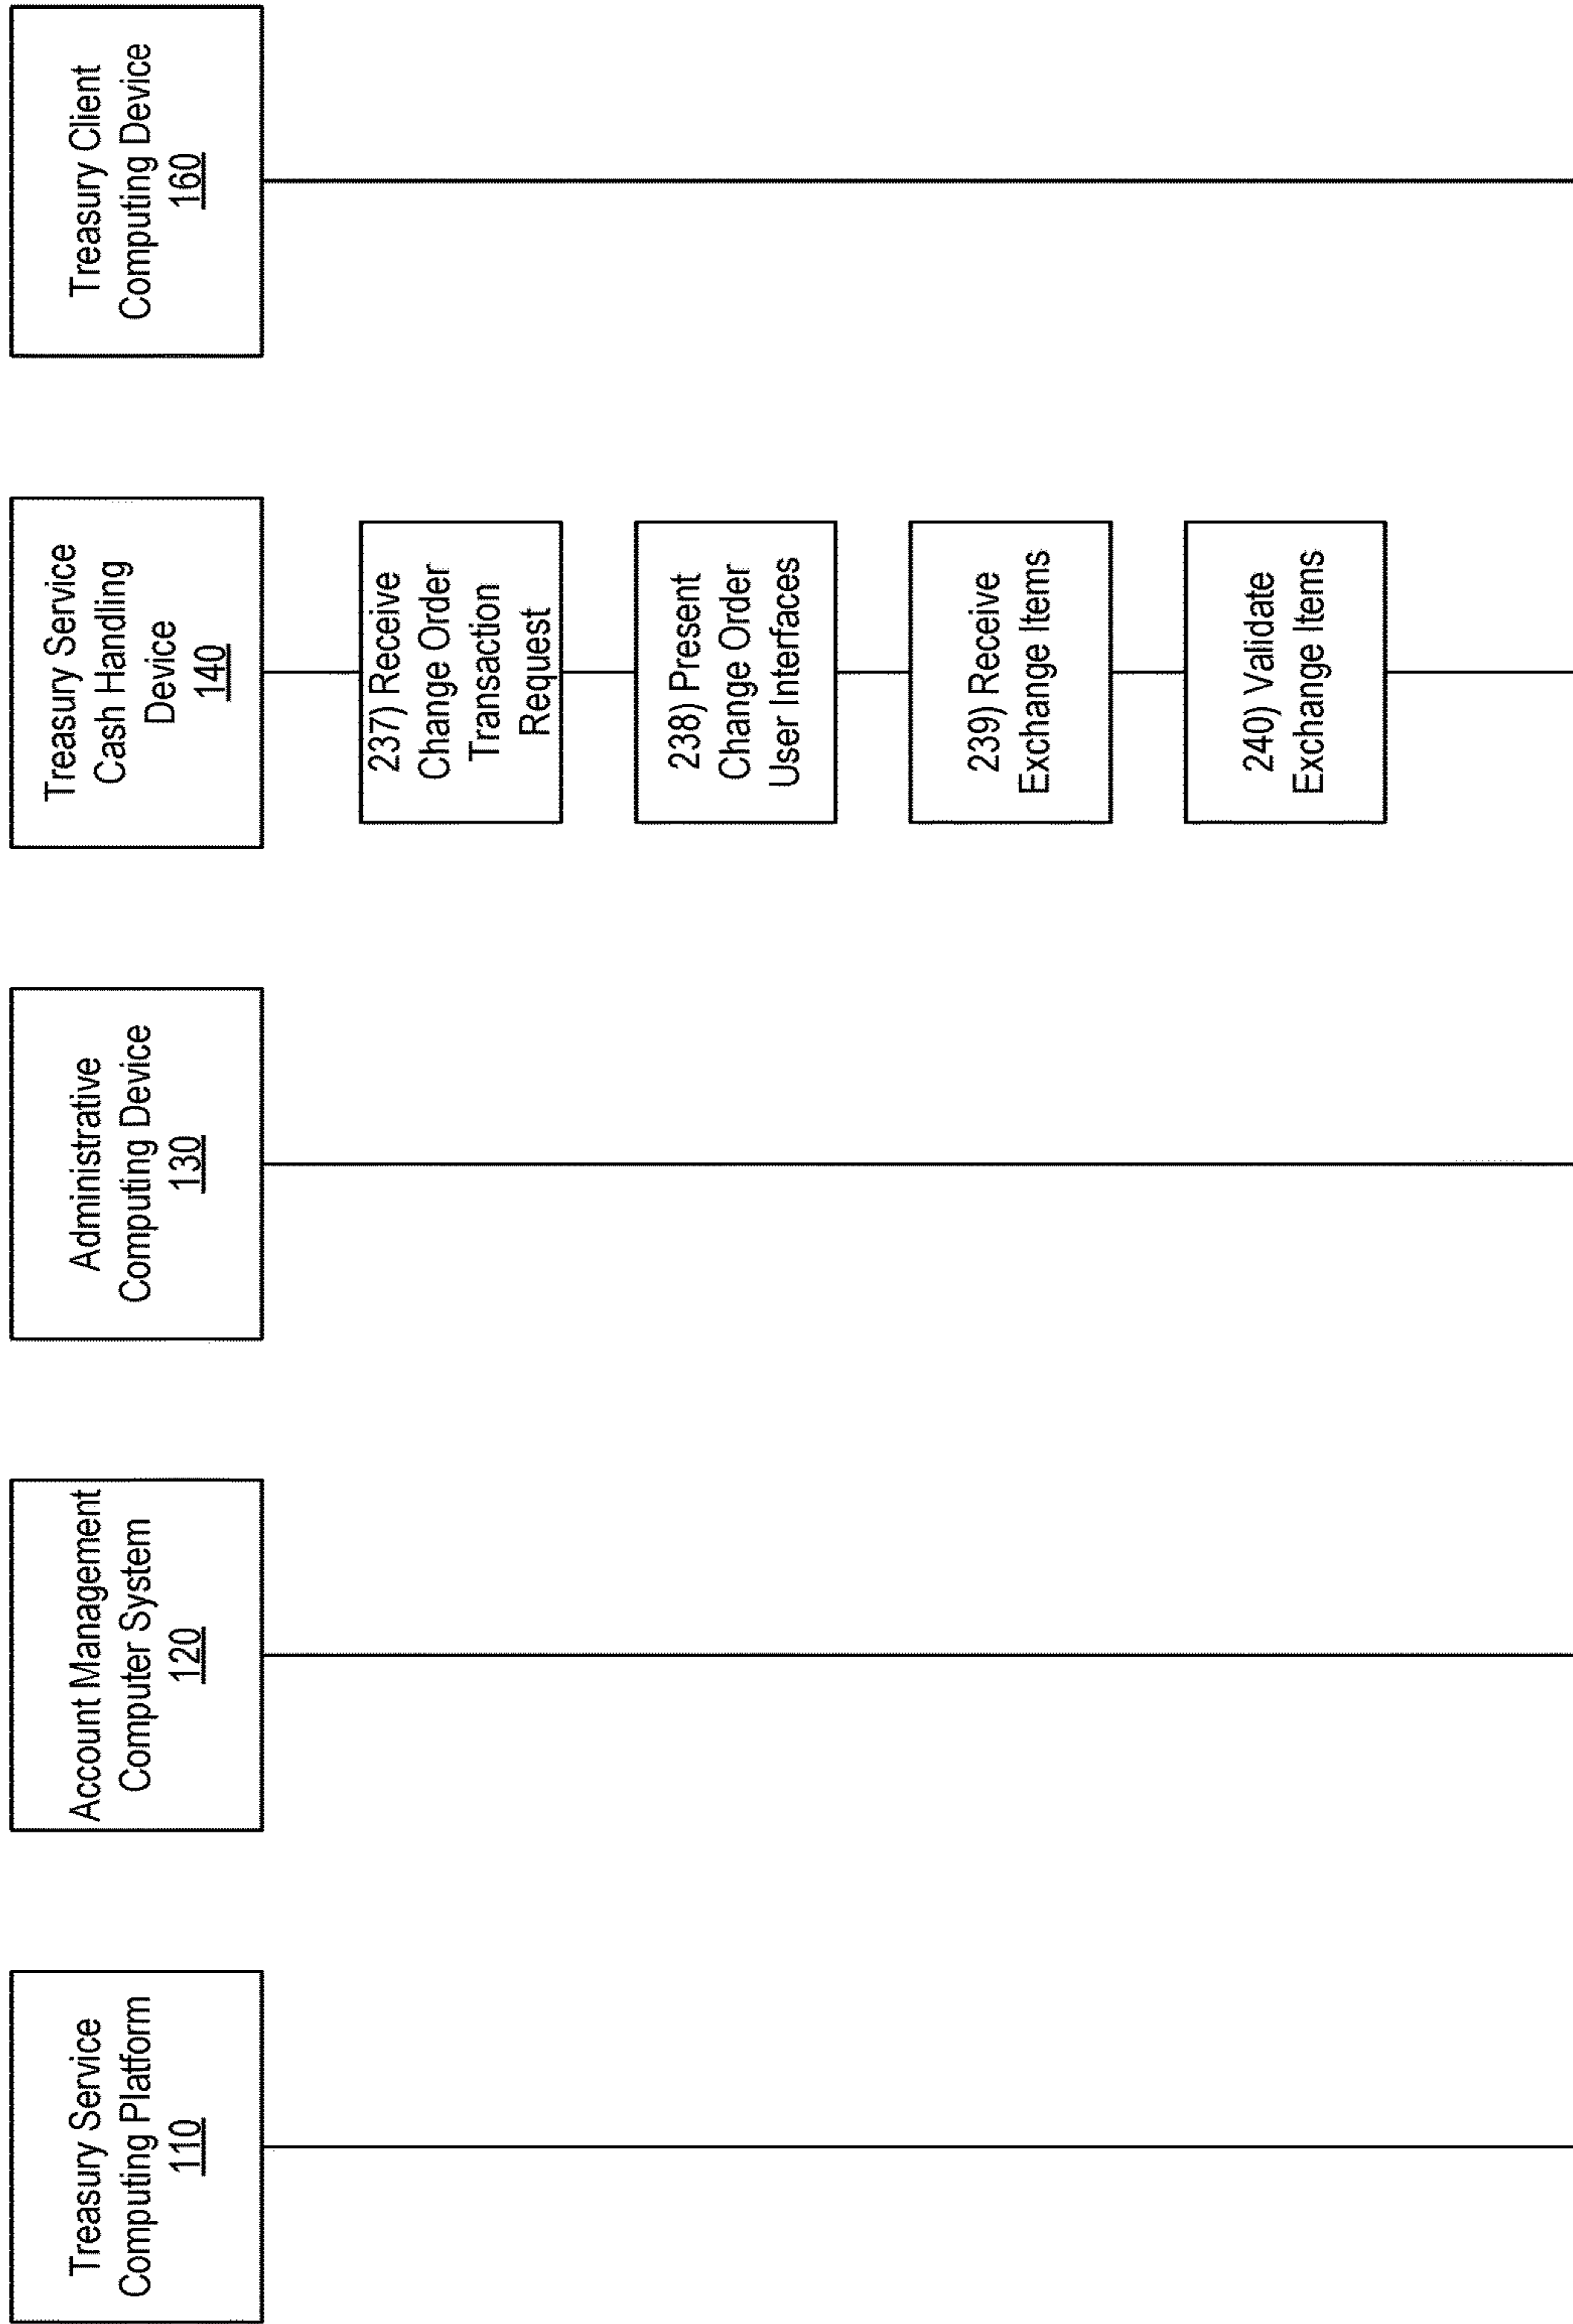 Treasury Service
Computing Platform
110
Account Management
Computer System
120
Administrative
Computing Device
130
Treasury Service
Cash Handling
Device
140
Treasury Client
Computing Device
160
237) Receive
Change Order
Transaction
Request
238) Present
Change Order
User Interfaces
239) Receive
Exchange Items
240) Validate
Exchange Items